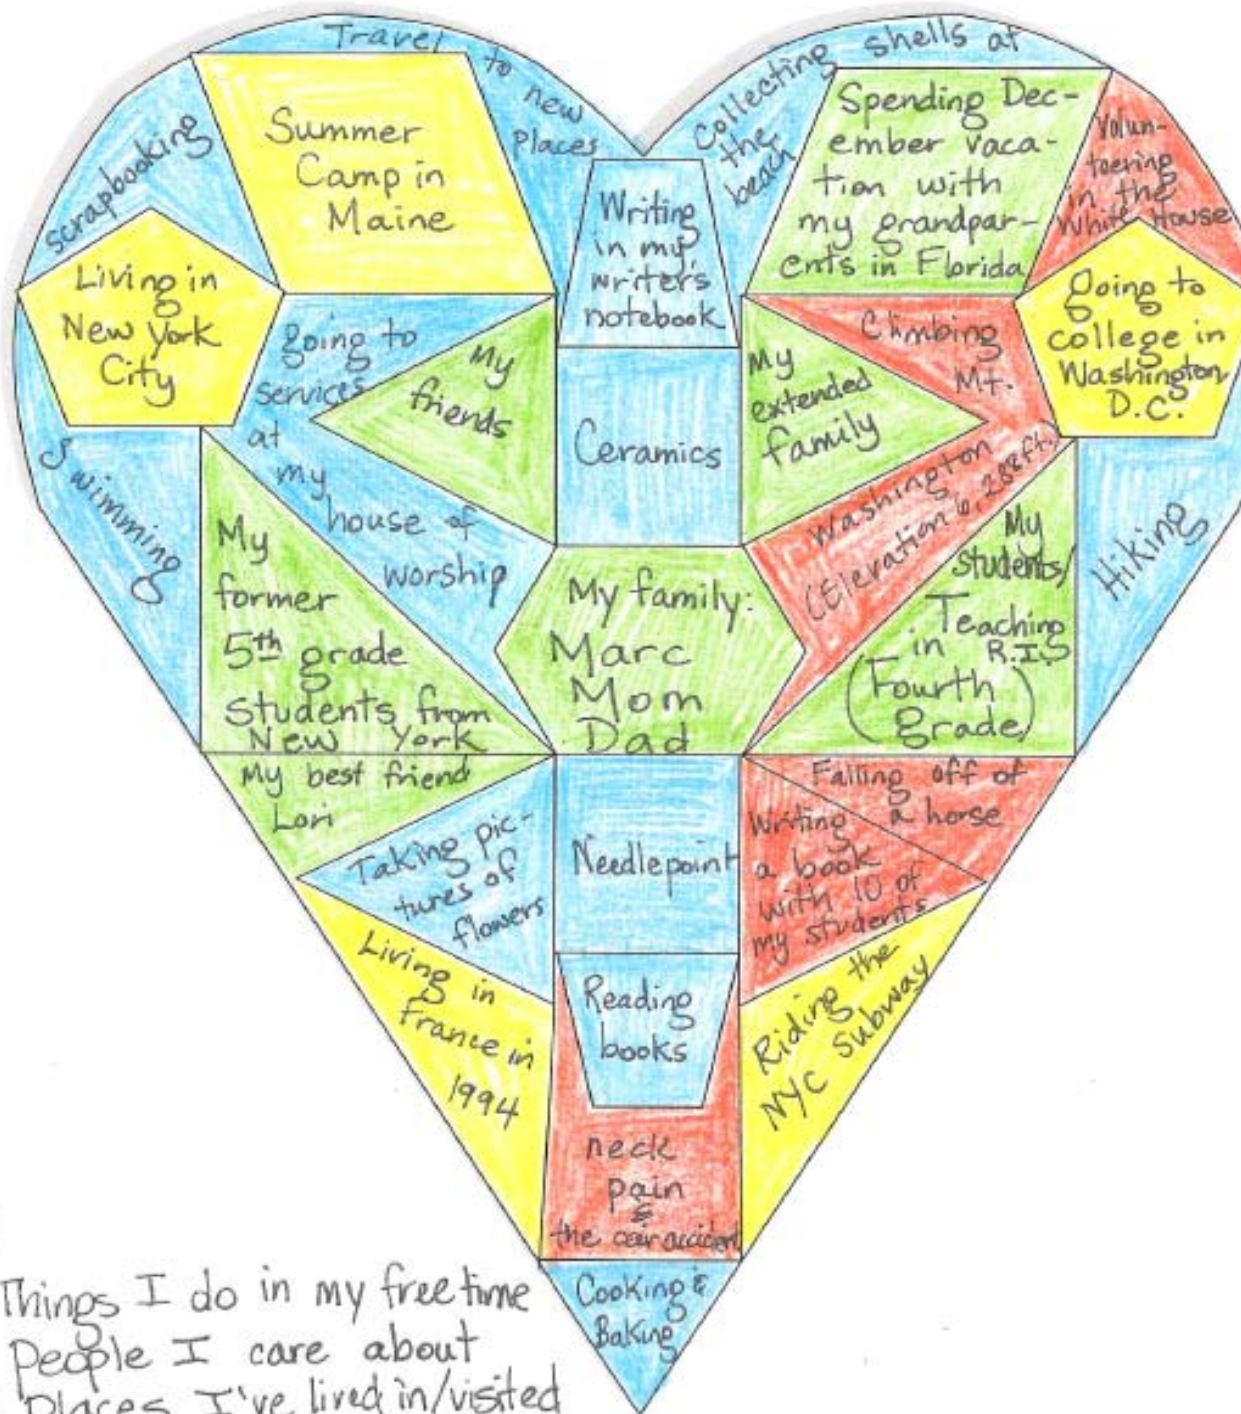 Travel
to
new
Places
Collecting shells at
the
beach
scrapbooking
Summer
Camp in
Maine
Writing
in my
writer's
notebook
Spending Dec-
ember vaca-
tion with
my grandpar-
ents in Florida
Volun-
teering
in the
White House
Living in
New York
City
going to
services
at
my
house of
worship
My
friends
Ceramics
My
extended
family
Climbing
Mt.
Washington
(Elevation 6,288ft.)
Going to
college in
Washington
D.C.
Swimming
My
former
5th grade
students from
New York
My family:
Marc
Mom
Dad
My
students/
Teaching
in R.I.
(Fourth
grade)
Hiking
My best friend
Lori
Taking pic-
tures of
flowers
Needlepoint
Falling off of
a horse
Writing
a book
with 10 of
my students
Living in
France in
1994
Reading
books
Riding the
NYC Subway
neck
pain
&
the car accident
Cooking &
Baking
Things I do in my free time
People I care about
Places I've lived in/visited